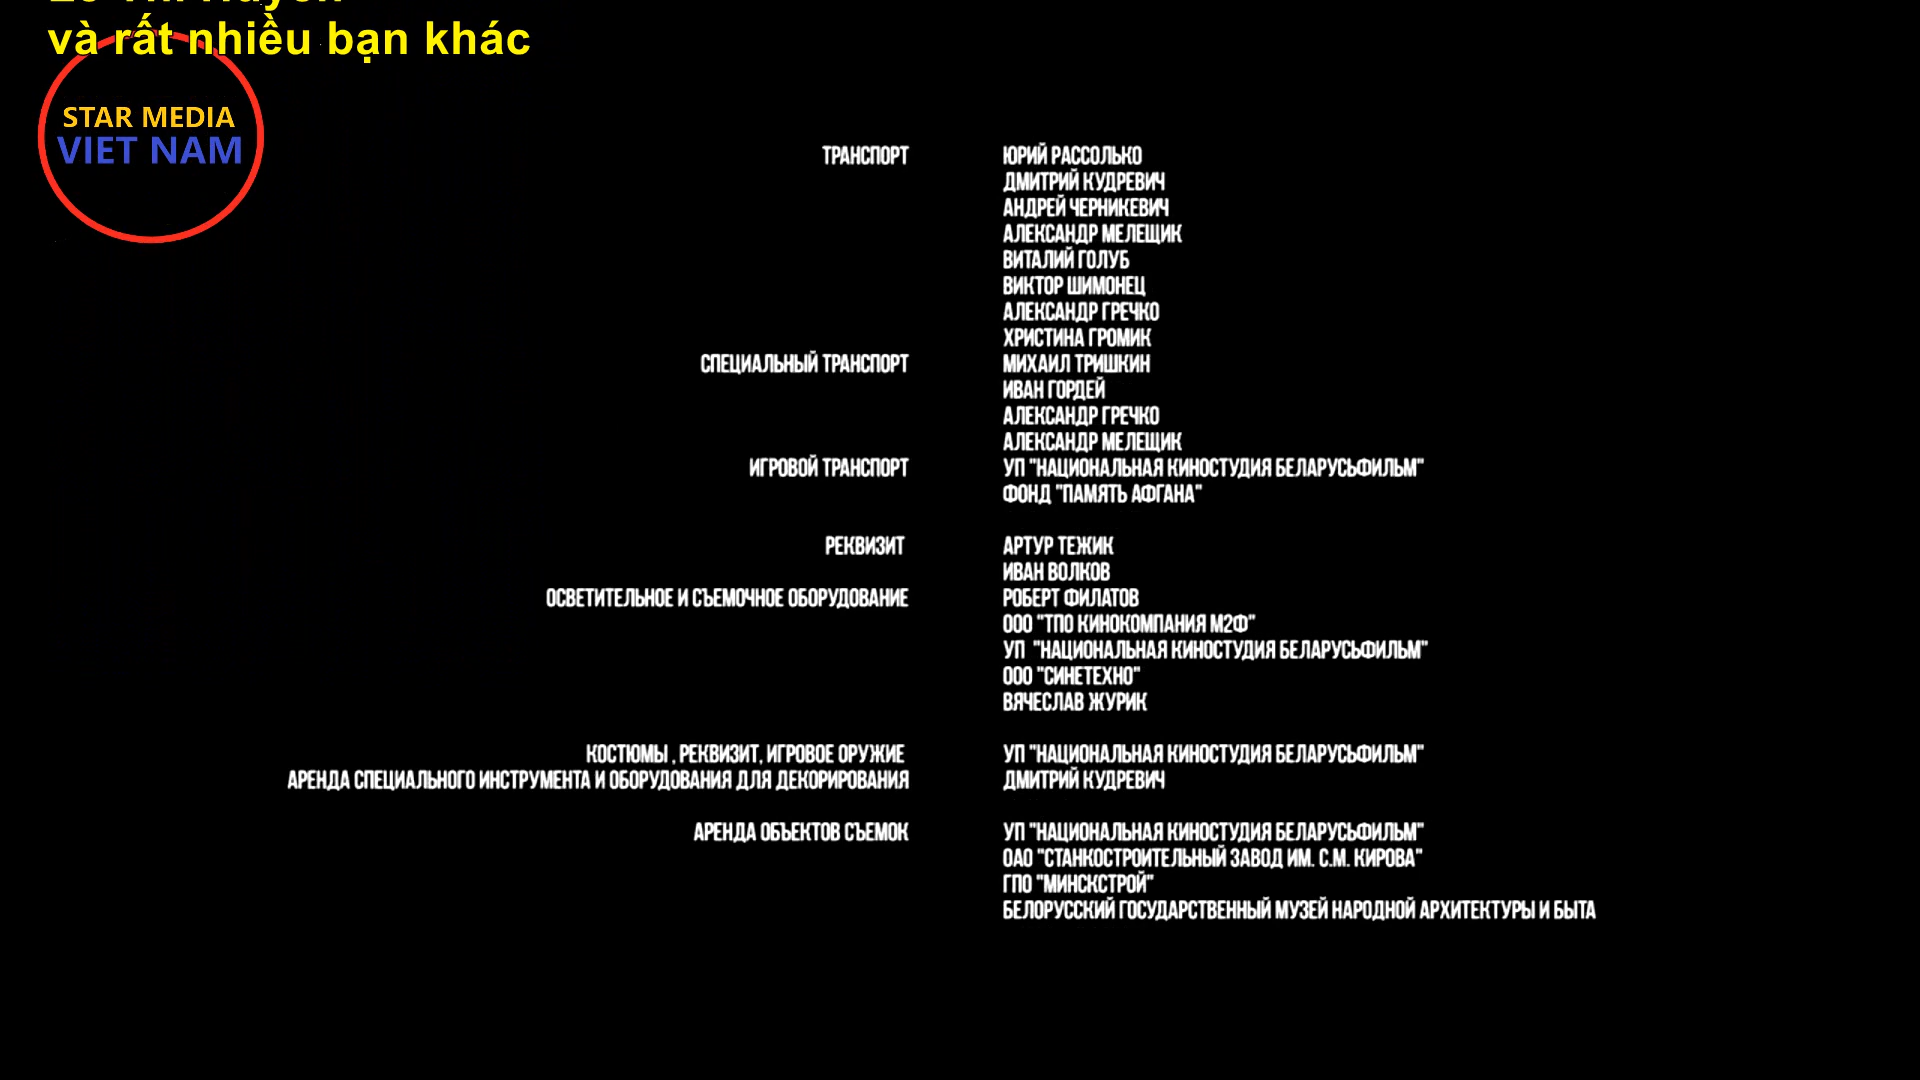 và rất nhiều bạn khác
STAR MEDIA
VIET NAM
ТРАНСПОРТ ЮРИЙ РАССОЛЬКО
ДМИТРИЙ КУДРЕВИЧ
АНДРЕЙ ЧЕРНИКЕВИЧ
АЛЕКСАНДР МЕЛЕЩИК
ВИТАЛИЙ ГОЛУБ
ВИКТОР ШИМОНЕЦ
АЛЕКСАНДР ГРЕЧКО
ХРИСТИНА ГРОМИК
СПЕЦИАЛЬНЫЙ ТРАНСПОРТ МИХАИЛ ТРИШКИН
ИВАН ГОРДЕЙ
АЛЕКСАНДР ГРЕЧКО
АЛЕКСАНДР МЕЛЕЩИК
ИГРОВОЙ ТРАНСПОРТ УП "НАЦИОНАЛЬНАЯ КИНОСТУДИЯ БЕЛАРУСЬФИЛЬМ"
ФОНД "ПАМЯТЬ АФГАНА"
РЕКВИЗИТ АРТУР ТЕЖИК
ИВАН ВОЛКОВ
ОСВЕТИТЕЛЬНОЕ И СЪЕМОЧНОЕ ОБОРУДОВАНИЕ РОБЕРТ ФИЛАТОВ
ООО "ТПО КИНОКОМПАНИЯ М2Ф"
УП "НАЦИОНАЛЬНАЯ КИНОСТУДИЯ БЕЛАРУСЬФИЛЬМ"
ООО "СИНЕТЕХНО"
ВЯЧЕСЛАВ ЖУРИК
КОСТЮМЫ , РЕКВИЗИТ, ИГРОВОЕ ОРУЖИЕ УП "НАЦИОНАЛЬНАЯ КИНОСТУДИЯ БЕЛАРУСЬФИЛЬМ"
АРЕНДА СПЕЦИАЛЬНОГО ИНСТРУМЕНТА И ОБОРУДОВАНИЯ ДЛЯ ДЕКОРИРОВАНИЯ ДМИТРИЙ КУДРЕВИЧ
АРЕНДА ОБЪЕКТОВ СЪЕМОК УП "НАЦИОНАЛЬНАЯ КИНОСТУДИЯ БЕЛАРУСЬФИЛЬМ"
ОАО "СТАНКОСТРОИТЕЛЬНЫЙ ЗАВОД ИМ. С.М. КИРОВА"
ГПО "МИНСКСТРОЙ"
БЕЛОРУССКИЙ ГОСУДАРСТВЕННЫЙ МУЗЕЙ НАРОДНОЙ АРХИТЕКТУРЫ И БЫТА